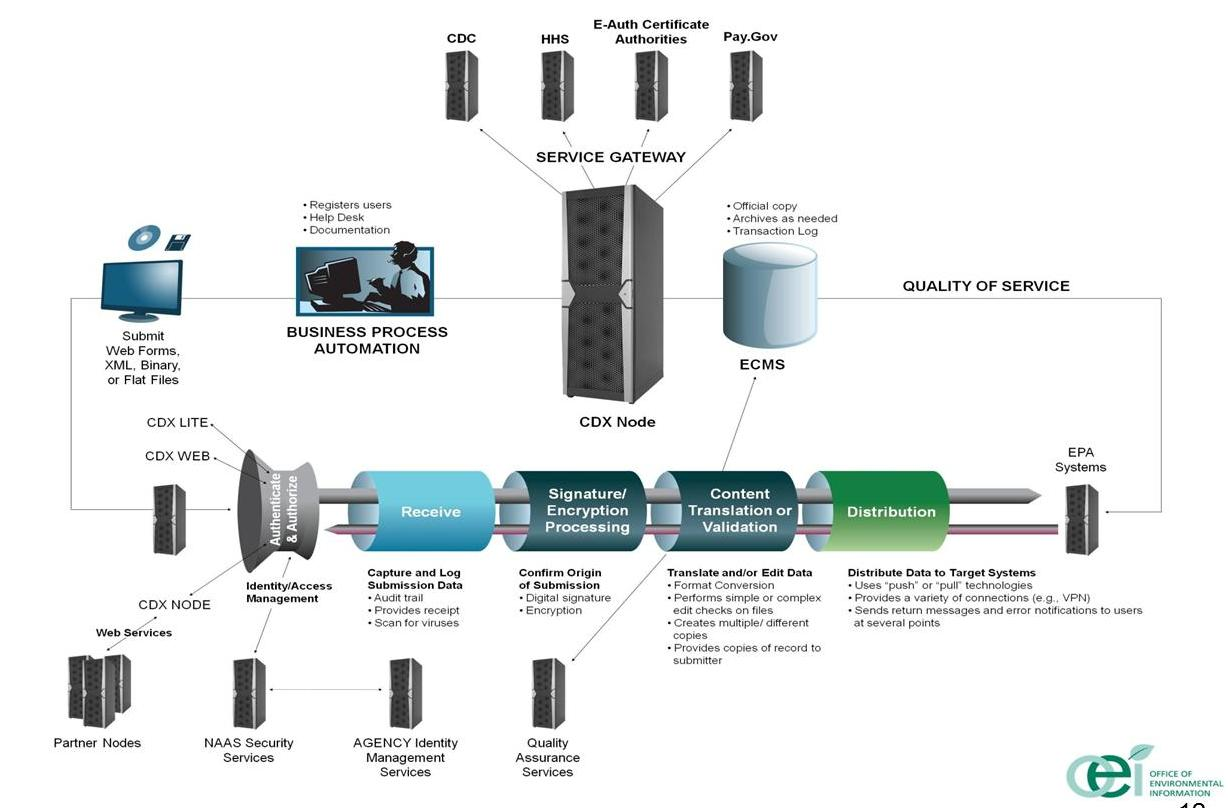 CDC
HHS
E-Auth Certificate
Authorities
Pay.Gov
SERVICE GATEWAY
• Registers users
• Help Desk
• Documentation
• Official copy
• Archives as needed
• Transaction Log
QUALITY OF SERVICE
BUSINESS PROCESS
AUTOMATION
Submit
Web Forms,
XML, Binary,
or Flat Files
ECMS
CDX Node
CDX LITE
CDX WEB
EPA
Systems
Authenticate
& Authorize
Receive
Signature/
Encryption
Processing
Content
Translation or
Validation
Distribution
Identity/Access
Management
Capture and Log
Submission Data
• Audit trail
• Provides receipt
• Scan for viruses
Confirm Origin
of Submission
• Digital signature
• Encryption
Translate and/or Edit Data
• Format Conversion
• Performs simple or complex
edit checks on files
• Creates multiple/ different
copies
• Provides copies of record to
submitter
Distribute Data to Target Systems
• Uses “push” or “pull” technologies
• Provides a variety of connections (e.g., VPN)
• Sends return messages and error notifications to users
at several points
CDX NODE
Web Services
Partner Nodes
NAAS Security
Services
AGENCY Identity
Management
Services
Quality
Assurance
Services
oei
OFFICE OF
ENVIRONMENTAL
INFORMATION